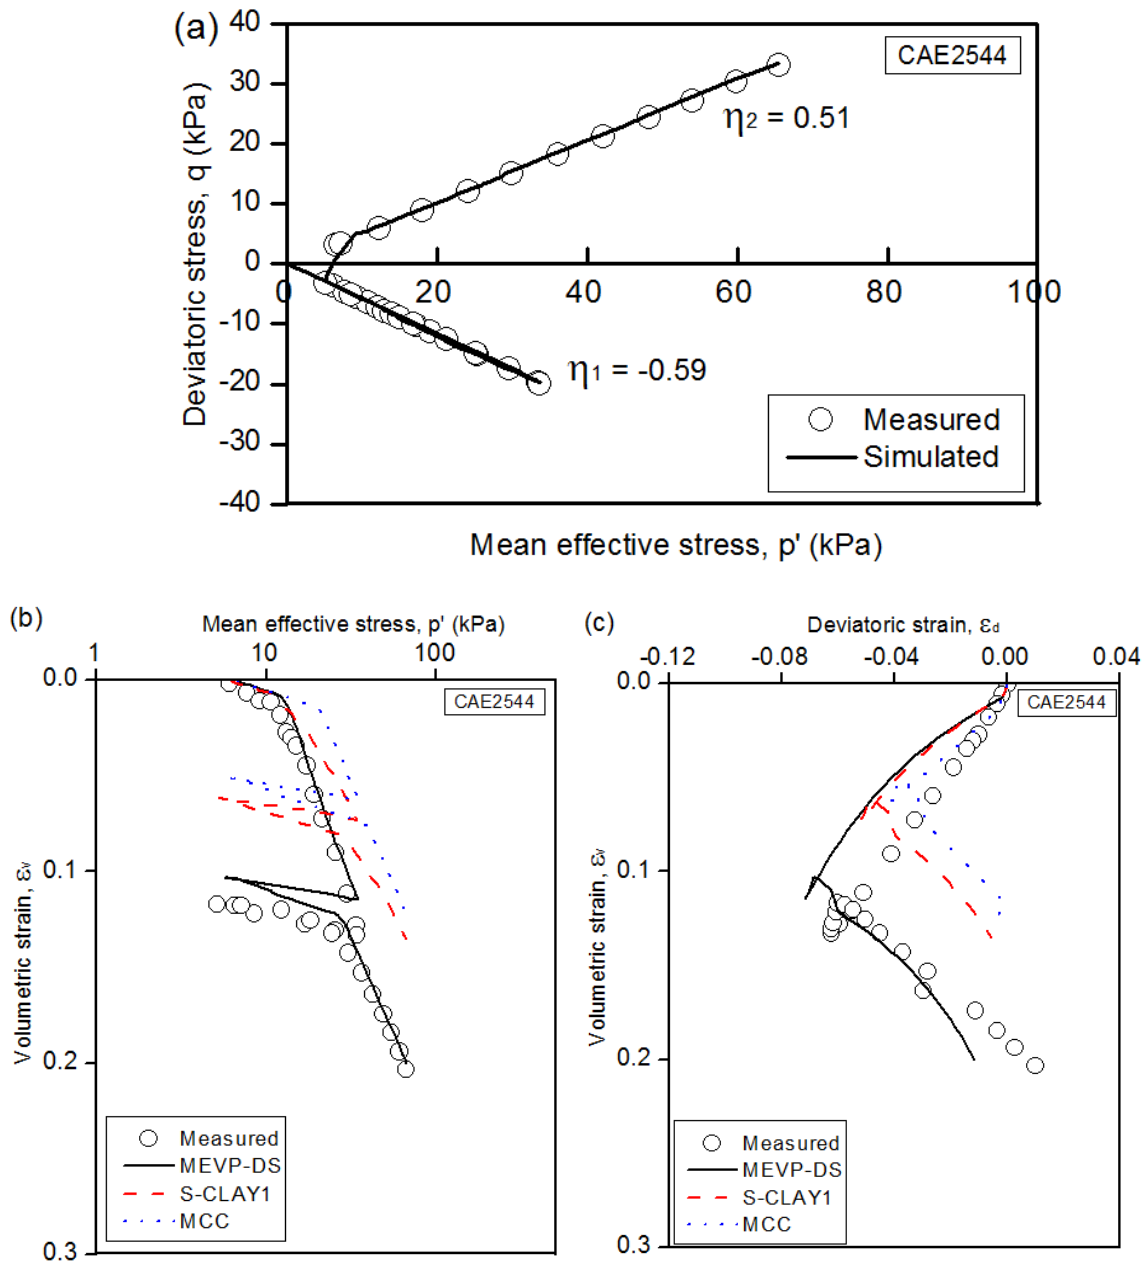 (a)
40
30
20
10
0
-10
-20
-30
-40
Deviatoric stress, q (kPa)
CAE2544
η2 = 0.51
0 20 40 60 80 100
η1 = -0.59
Measured
Simulated
Mean effective stress, p' (kPa)
(b)
Mean effective stress, p' (kPa)
1 10 100
0.0
0.1
0.2
0.3
Volumetric strain, εv
CAE2544
Measured
MEVP-DS
S-CLAY1
MCC
(c)
Deviatoric strain, εd
-0.12 -0.08 -0.04 0.00 0.04
0.0
0.1
0.2
0.3
Volumetric strain, εv
CAE2544
Measured
MEVP-DS
S-CLAY1
MCC